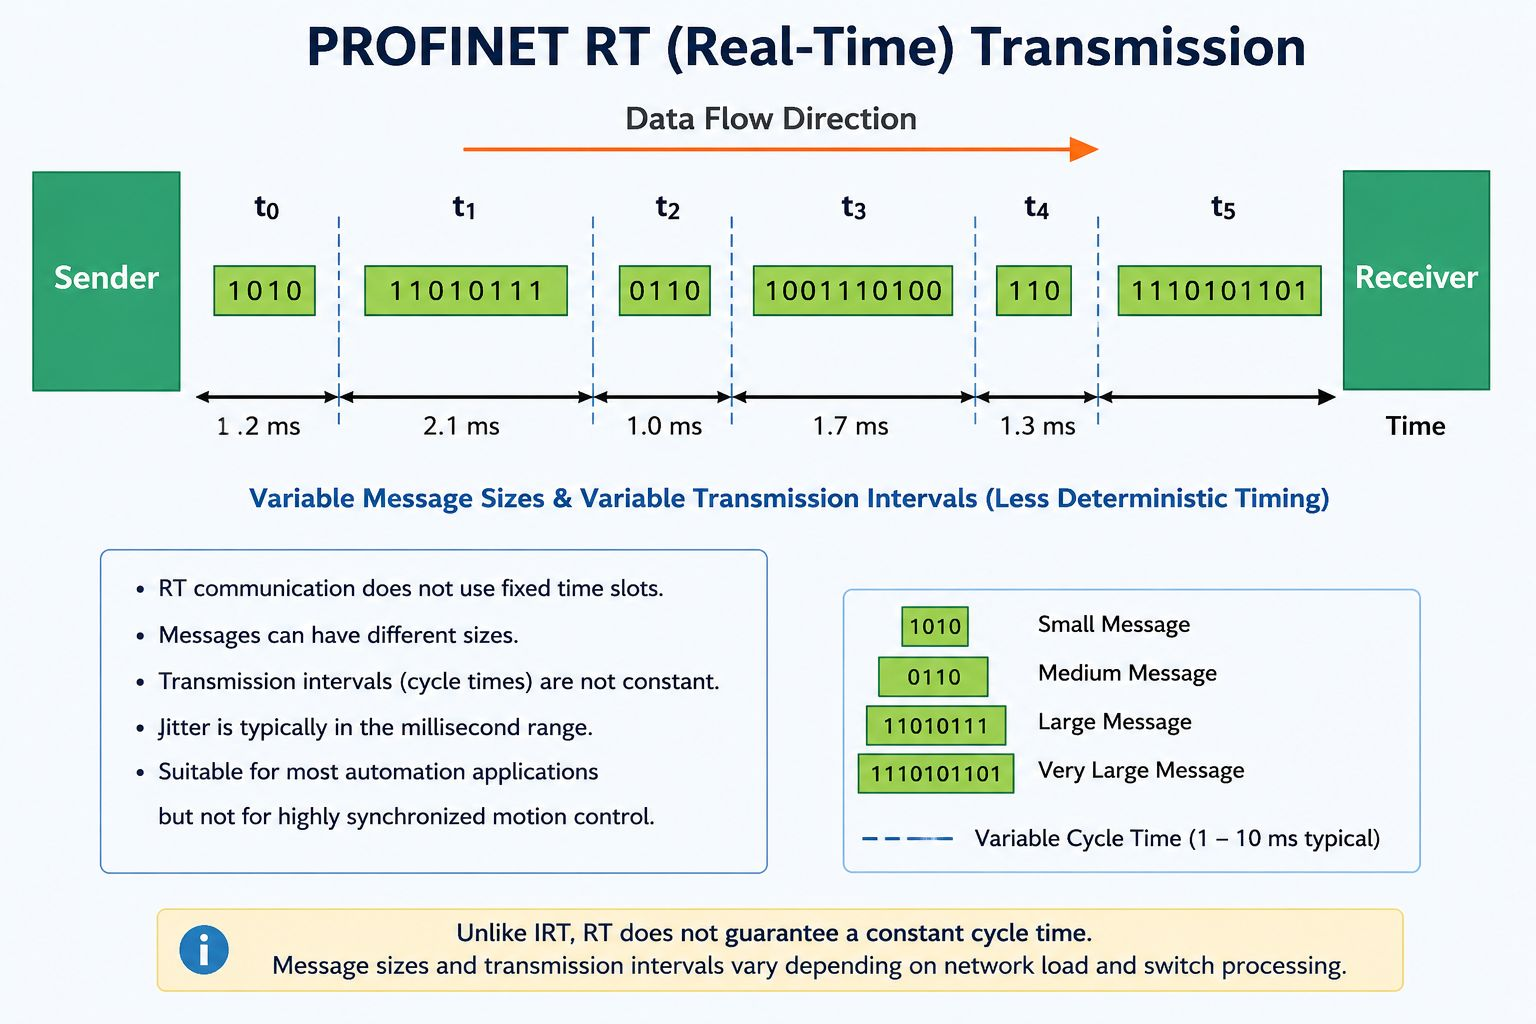 PROFINET RT (Real-Time) Transmission
Data Flow Direction
t₀ t₁ t₂ t₃ t₄ t₅
Sender
1010 11010111 0110 1001110100 110 1110101101
Receiver
1 .2 ms 2.1 ms 1.0 ms 1.7 ms 1.3 ms Time
Variable Message Sizes & Variable Transmission Intervals (Less Deterministic Timing)
• RT communication does not use fixed time slots.
• Messages can have different sizes.
• Transmission intervals (cycle times) are not constant.
• Jitter is typically in the millisecond range.
• Suitable for most automation applications
but not for highly synchronized motion control.
1010 Small Message
0110 Medium Message
11010111 Large Message
1110101101 Very Large Message
Variable Cycle Time (1 – 10 ms typical)
i
Unlike IRT, RT does not guarantee a constant cycle time.
Message sizes and transmission intervals vary depending on network load and switch processing.